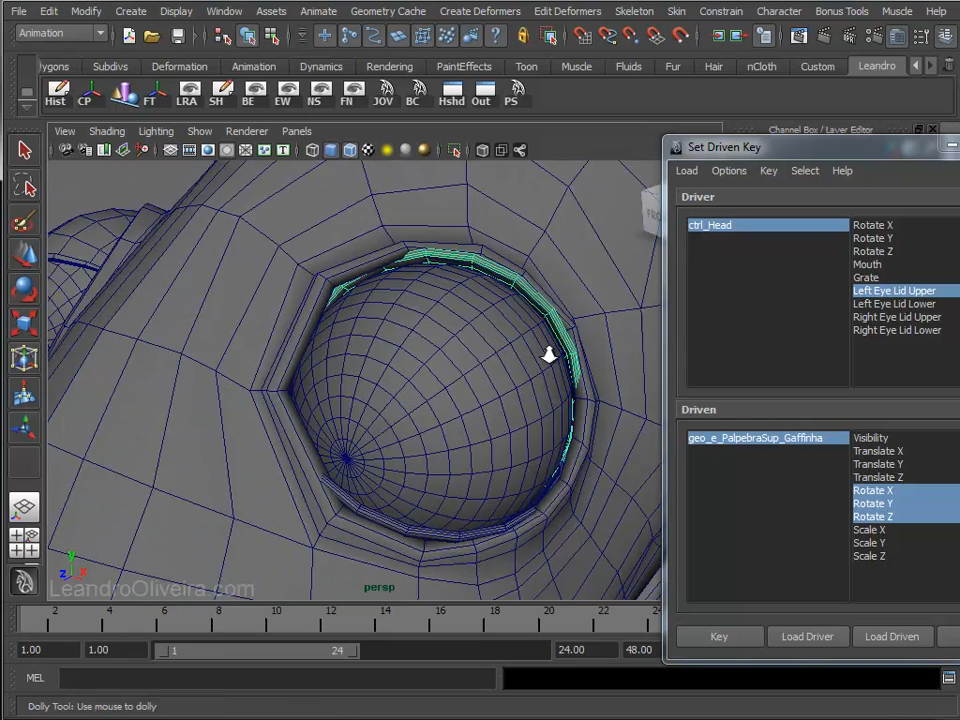 File Edit Modify Create Display Window Assets Animate Geometry Cache Create Deformers Edit Deformers Skeleton Skin Constrain Character Bonus Tools Muscle Help
Animation
ygons Subdivs Deformation Animation Dynamics Rendering PaintEffects Toon Muscle Fluids Fur Hair nCloth Custom Leandro
Hist CP FT LRA SH BE EW NS FN JOV BC Hshd Out PS
View Shading Lighting Show Renderer Panels
Channel Box / Layer Editor
Set Driven Key
Load Options Key Select Help
Driver
ctrl_Head
Rotate X
Rotate Y
Rotate Z
Mouth
Grate
Left Eye Lid Upper
Left Eye Lid Lower
Right Eye Lid Upper
Right Eye Lid Lower
Driven
geo_e_PalpebraSup_Gaffinha
Visibility
Translate X
Translate Y
Translate Z
Rotate X
Rotate Y
Rotate Z
Scale X
Scale Y
Scale Z
Key Load Driver Load Driven
FRO
y
z x
persp
LeandroOliveira.com
2 4 6 8 10 12 14 16 18 20 22 24
1.00 1.00 1 24 24.00 48.00
MEL
Dolly Tool: Use mouse to dolly